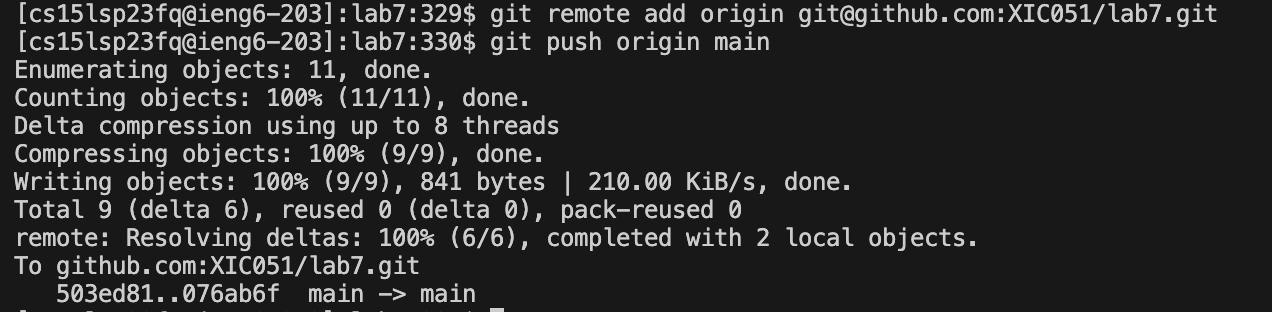 [cs15lsp23fq@ieng6-203]:lab7:329$ git remote add origin git@github.com:XIC051/lab7.git
[cs15lsp23fq@ieng6-203]:lab7:330$ git push origin main
Enumerating objects: 11, done.
Counting objects: 100% (11/11), done.
Delta compression using up to 8 threads
Compressing objects: 100% (9/9), done.
Writing objects: 100% (9/9), 841 bytes | 210.00 KiB/s, done.
Total 9 (delta 6), reused 0 (delta 0), pack-reused 0
remote: Resolving deltas: 100% (6/6), completed with 2 local objects.
To github.com:XIC051/lab7.git
   503ed81..076ab6f  main -> main